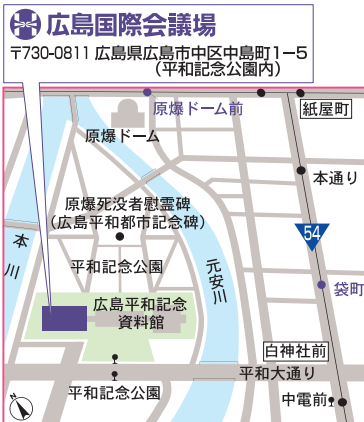 広島国際会議場
〒730-0811 広島県広島市中区中島町1−5
(平和記念公園内)
原爆ドーム前
紙屋町
原爆ドーム
本通り
原爆死没者慰霊碑
(広島平和都市記念碑)
54
本川
平和記念公園
元安川
袋町
広島平和記念
資料館
白神社前
平和大通り
平和記念公園
中電前
N